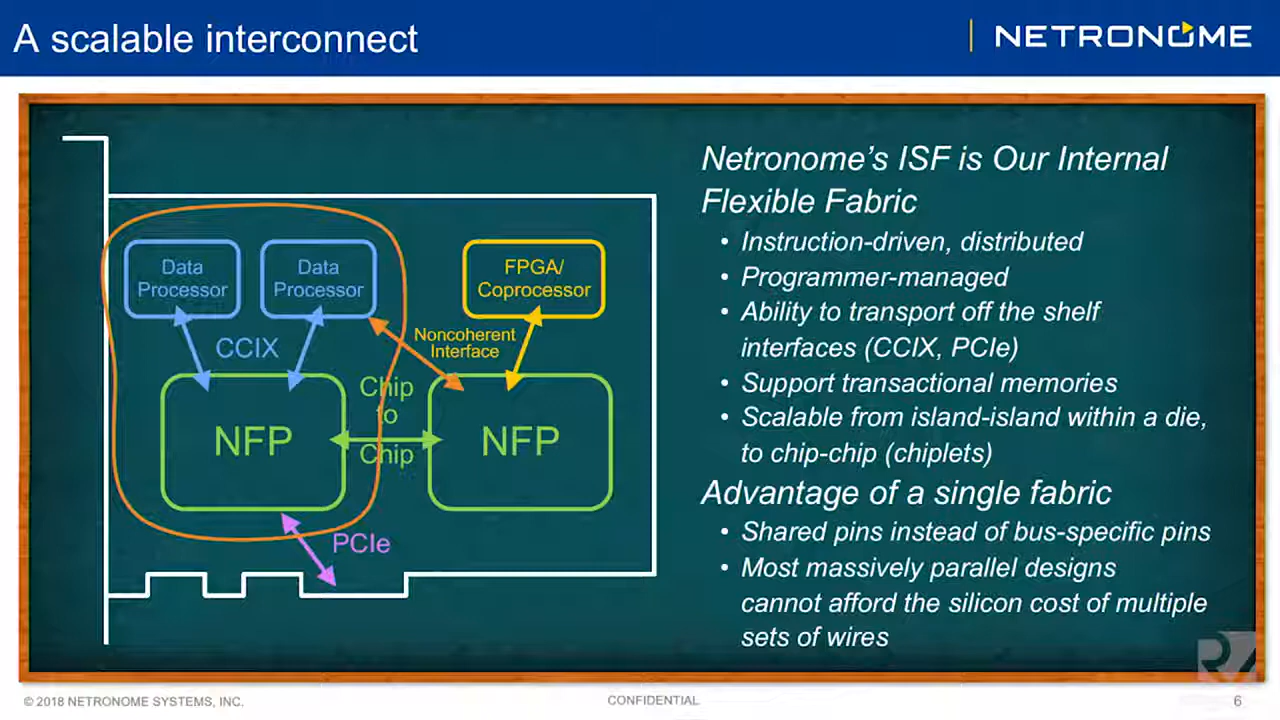 A scalable interconnect
NETRONOME
Data
Processor
Data
Processor
FPGA/
Coprocessor
CCIX
Noncoherent
Interface
Chip
to
Chip
NFP
NFP
PCIe
Netronome's ISF is Our Internal
Flexible Fabric
• Instruction-driven, distributed
• Programmer-managed
• Ability to transport off the shelf
interfaces (CCIX, PCIe)
• Support transactional memories
• Scalable from island-island within a die,
to chip-chip (chiplets)
Advantage of a single fabric
• Shared pins instead of bus-specific pins
• Most massively parallel designs
cannot afford the silicon cost of multiple
sets of wires
© 2018 NETRONOME SYSTEMS, INC.
CONFIDENTIAL
6